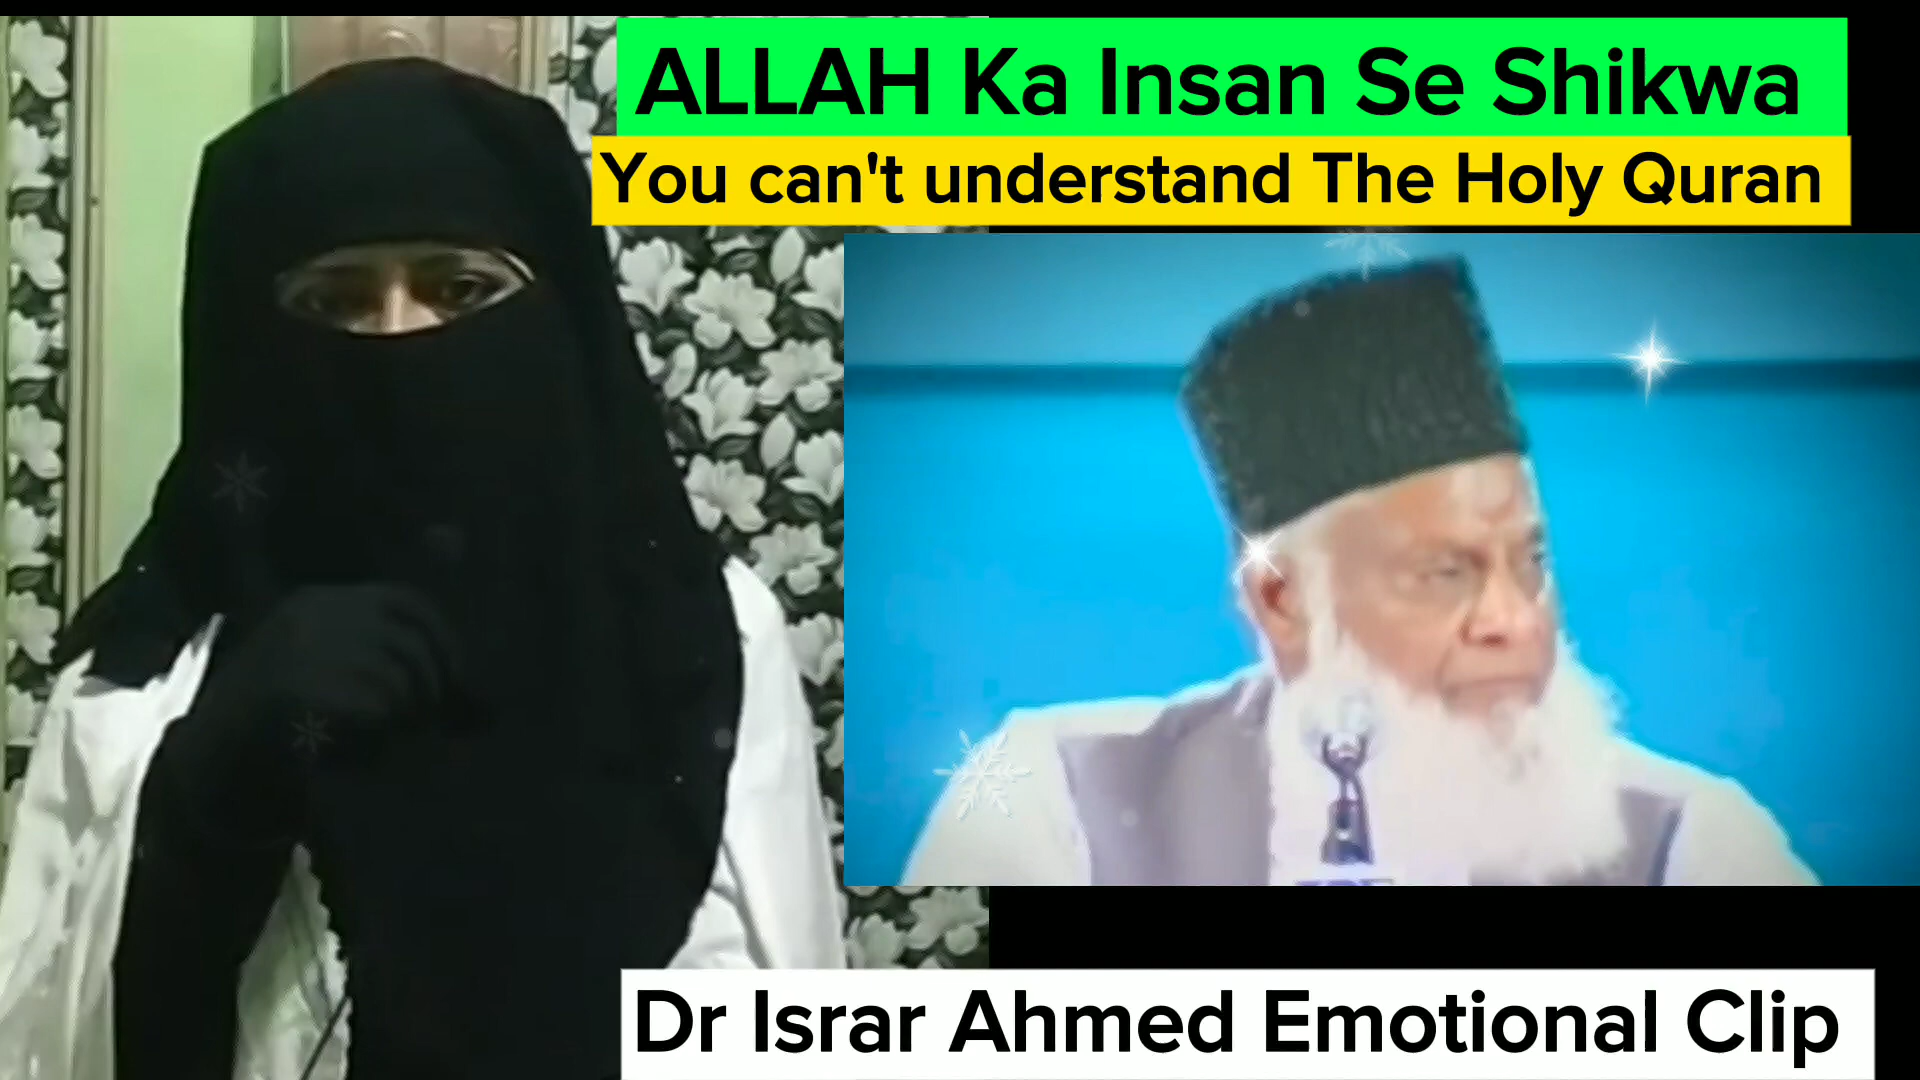 ALLAH Ka Insan Se Shikwa
You can't understand The Holy Quran
Dr Israr Ahmed Emotional Clip